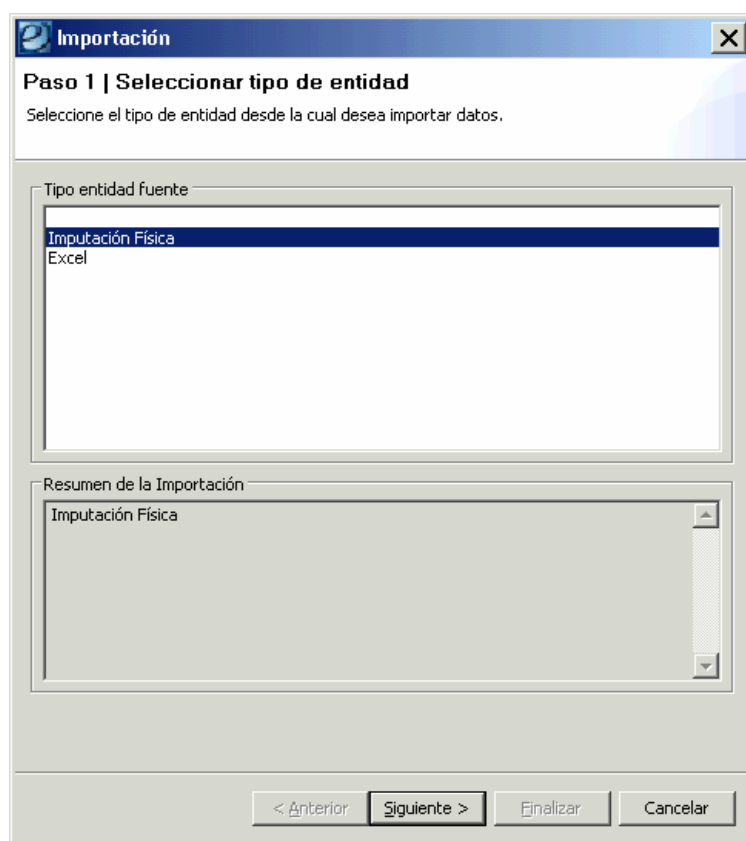 Importación
Paso 1 | Seleccionar tipo de entidad
Seleccione el tipo de entidad desde la cual desea importar datos.
Tipo entidad fuente
Imputación Física
Excel
Resumen de la Importación
Imputación Física
< Anterior Siguiente > Finalizar Cancelar